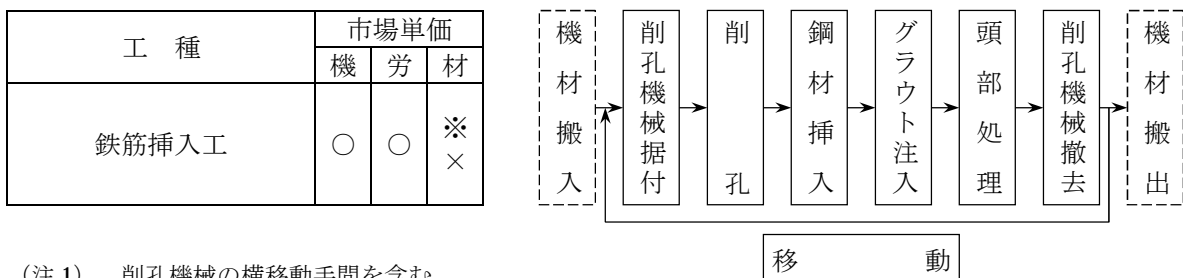 工 種
市場単価
機 労 材
鉄筋挿入工
○ ○ ※
×
機材搬入
削孔機械据付
削孔
鋼材挿入
グラウト注入
頭部処理
削孔機械撤去
機材搬出
移 動
(注1) 削孔機械の横移動手間を含む